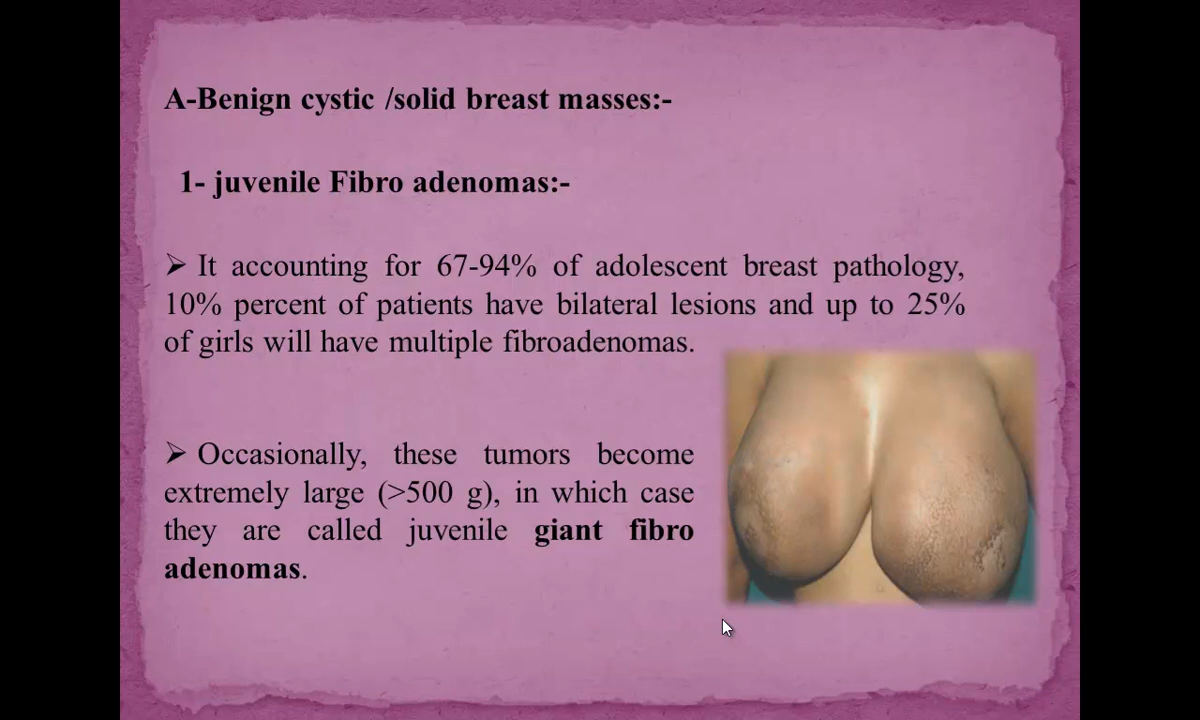 A-Benign cystic /solid breast masses:-
1- juvenile Fibro adenomas:-
➢ It accounting for 67-94% of adolescent breast pathology,
10% percent of patients have bilateral lesions and up to 25%
of girls will have multiple fibroadenomas.
➢ Occasionally, these tumors become
extremely large (>500 g), in which case
they are called juvenile giant fibro
adenomas.